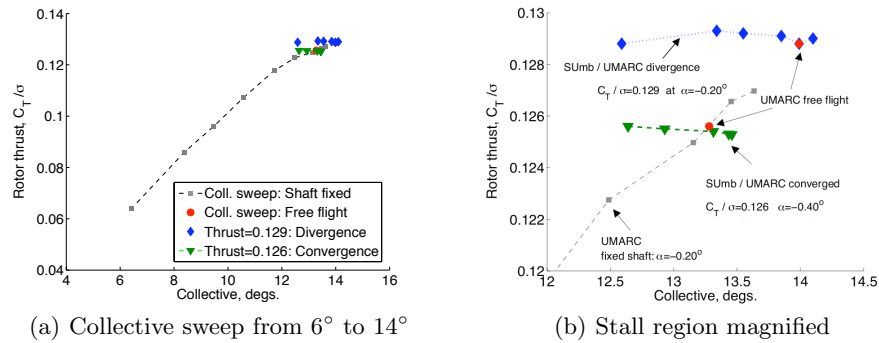 Rotor thrust, C_T /σ
0.14
0.12
0.1
0.08
0.06
0.04
4
6
8
10
12
14
16
Collective, degs.
Coll. sweep: Shaft fixed
Coll. sweep: Free flight
Thrust=0.129: Divergence
Thrust=0.126: Convergence
(a) Collective sweep from 6° to 14°
Rotor thrust, C_T /σ
0.13
0.128
0.126
0.124
0.122
0.12
12
12.5
13
13.5
14
14.5
Collective, degs.
SUmb / UMARC divergence
C_T / σ=0.129 at α=−0.20°
UMARC free flight
SUmb / UMARC converged
C_T / σ=0.126 α=−0.40°
UMARC
fixed shaft: α=−0.20°
(b) Stall region magnified